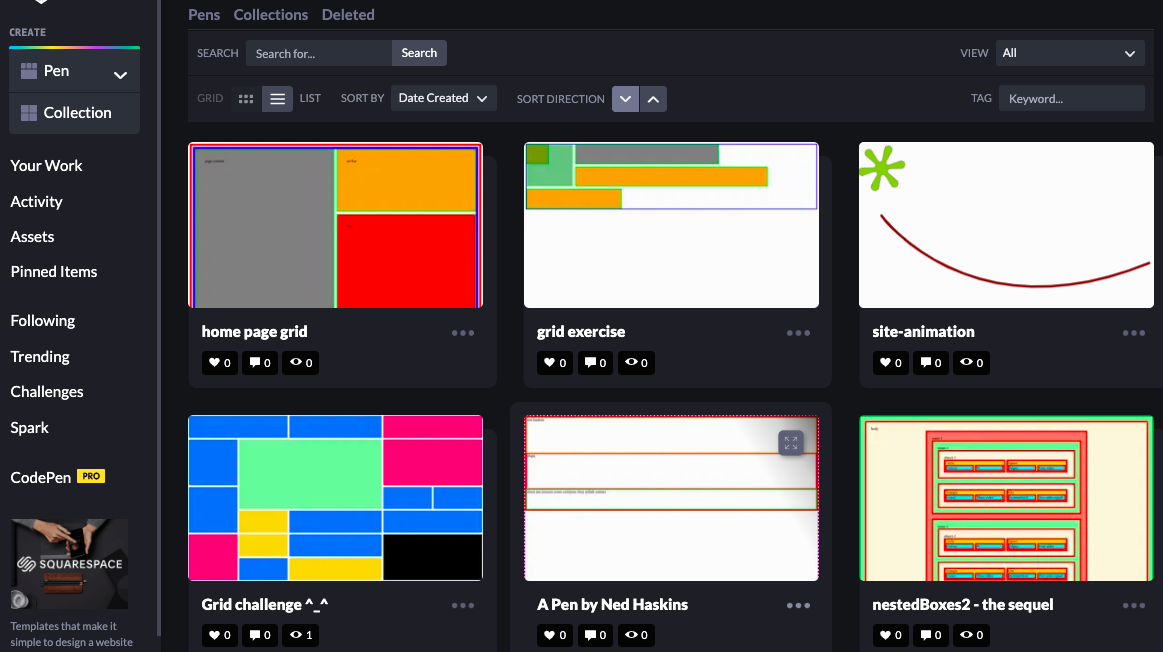 CREATE
Pen
Collection
Your Work
Activity
Assets
Pinned Items
Following
Trending
Challenges
Spark
CodePen PRO
SQUARESPACE
Templates that make it
simple to design a website
Pens Collections Deleted
SEARCH Search for... Search VIEW All
GRID LIST SORT BY Date Created SORT DIRECTION TAG Keyword...
home page grid
0 0 0
grid exercise
0 0 0
site-animation
0 0 0
Grid challenge ^_^
0 0 1
A Pen by Ned Haskins
0 0 0
body
nestedBoxes2 - the sequel
0 0 0